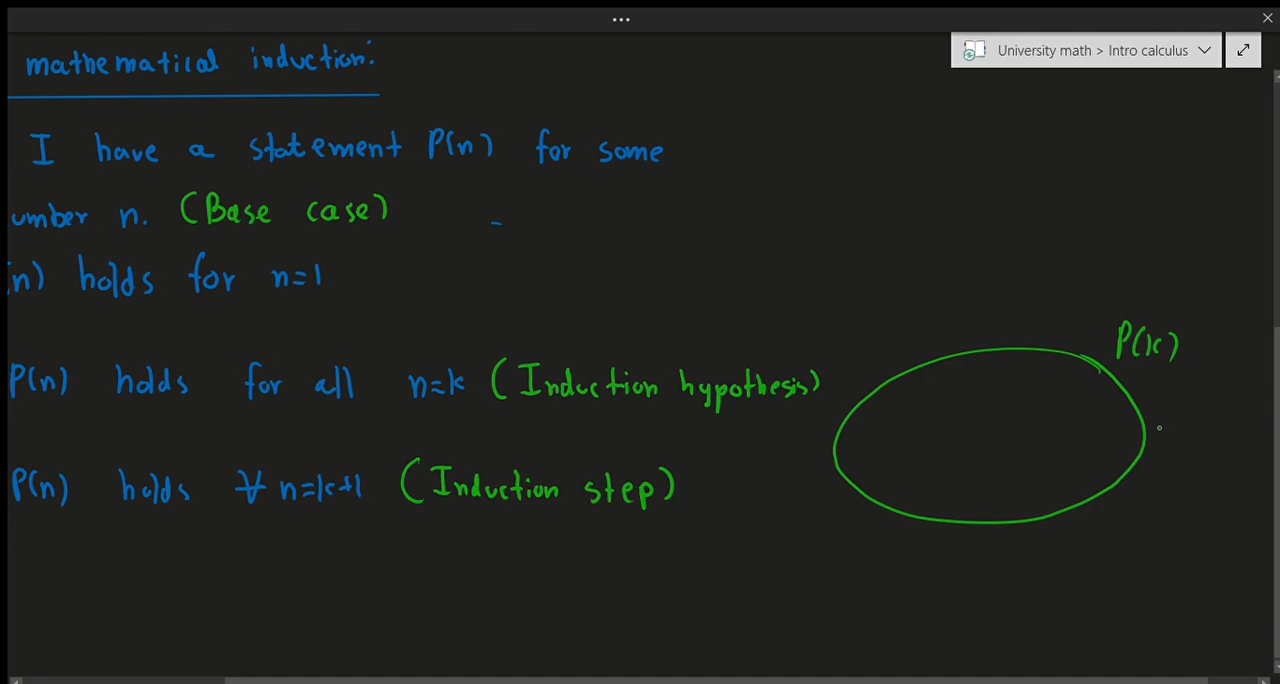 University math > Intro calculus
mathematical induction:
I have a statement P(n) for some
umber n. (Base case)
n) holds for n=1
P(k)
P(n) holds for all n=k (Induction hypothesis)
P(n) holds ∀ n=k+1 (Induction step)